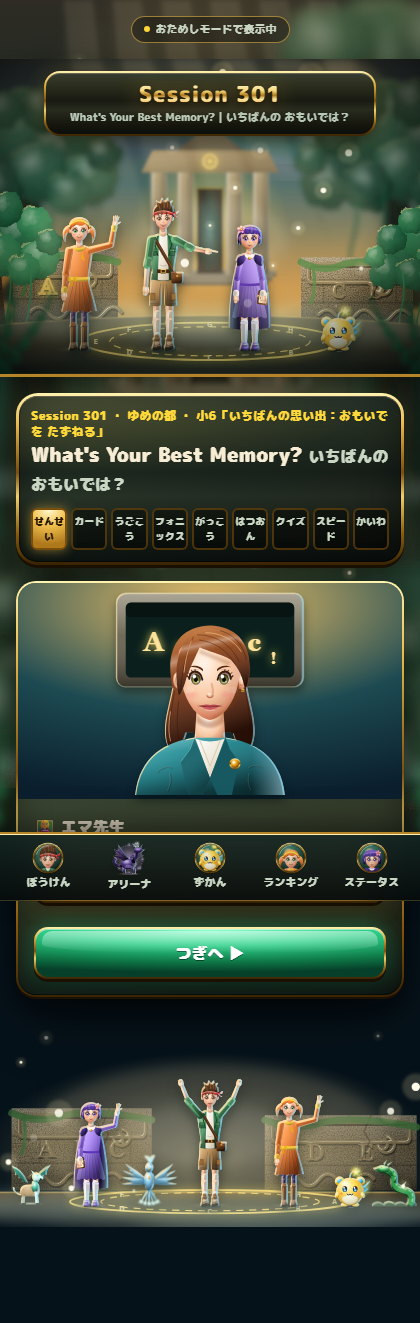 おためしモードで表示中
Session 301
What's Your Best Memory? | いちばんの おもいでは？
Session 301 ・ ゆめの都 ・ 小6「いちばんの思い出：おもいで
を たずねる」
What's Your Best Memory? いちばんの
おもいでは？
せんせい
カード
うごこう
フォニックス
がっこう
はつおん
クイズ
スピード
かいわ
A c !
エマ先生
ぼうけん
アリーナ
ずかん
ランキング
ステータス
つぎへ ▶